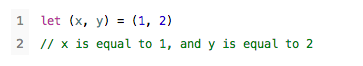 1 let (x, y) = (1, 2)
2 // x is equal to 1, and y is equal to 2